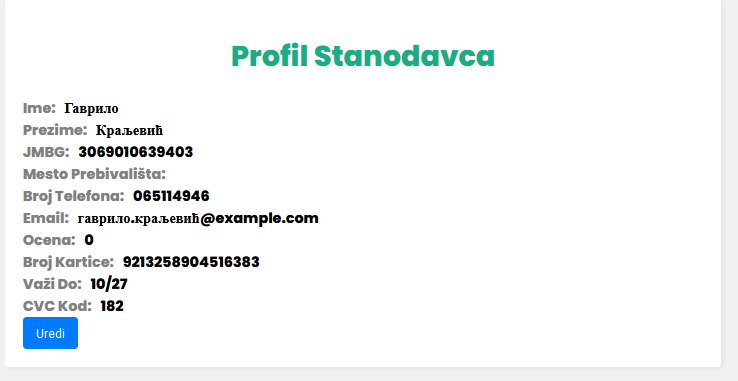 Profil Stanodavca
Ime: Гаврило
Prezime: Краљевић
JMBG: 3069010639403
Mesto Prebivališta:
Broj Telefona: 065114946
Email: гаврило.краљевић@example.com
Ocena: 0
Broj Kartice: 9213258904516383
Važi Do: 10/27
CVC Kod: 182
Uredi